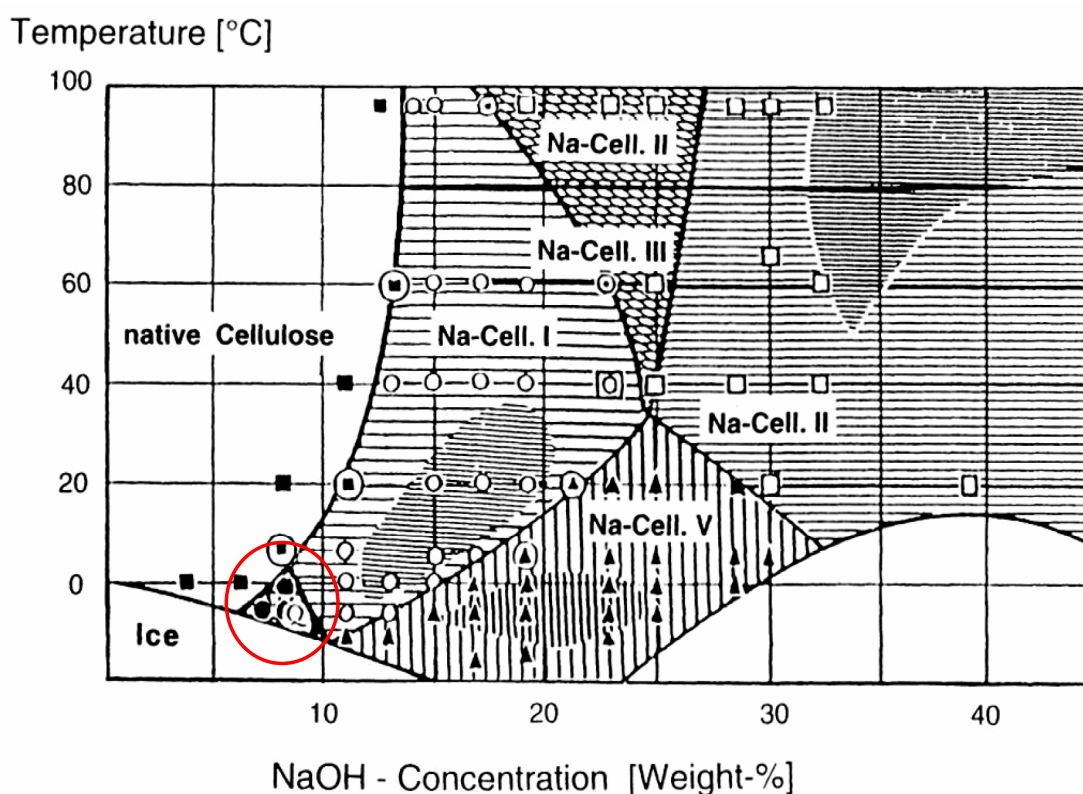 Temperature [°C]
100
80
60
40
20
0
Na-Cell. II
Na-Cell. III
native Cellulose
Na-Cell. I
Na-Cell. II
Na-Cell. V
Ice
10
20
30
40
NaOH - Concentration [Weight-%]